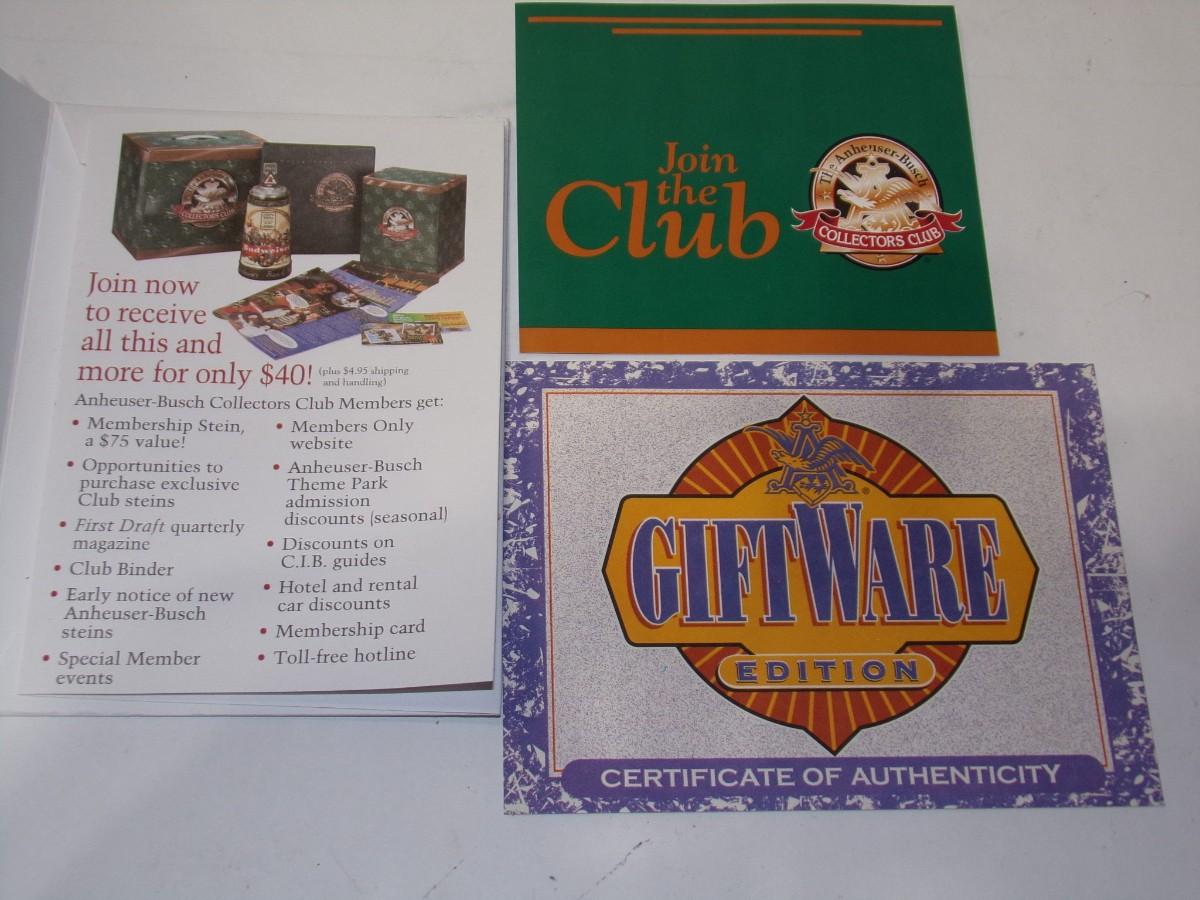 COLLECTORS CLUB
Budweiser
Join now
to receive
all this and
more for only $40! (plus $4.95 shipping
and handling)
Anheuser-Busch Collectors Club Members get:
• Membership Stein,
a $75 value!
• Opportunities to
purchase exclusive
Club steins
• First Draft quarterly
magazine
• Club Binder
• Early notice of new
Anheuser-Busch
steins
• Special Member
events
• Members Only
website
• Anheuser-Busch
Theme Park
admission
discounts (seasonal)
• Discounts on
C.I.B. guides
• Hotel and rental
car discounts
• Membership card
• Toll-free hotline
Join
the
Club
The Anheuser-Busch
COLLECTORS CLUB
GIFTWARE
EDITION
CERTIFICATE OF AUTHENTICITY